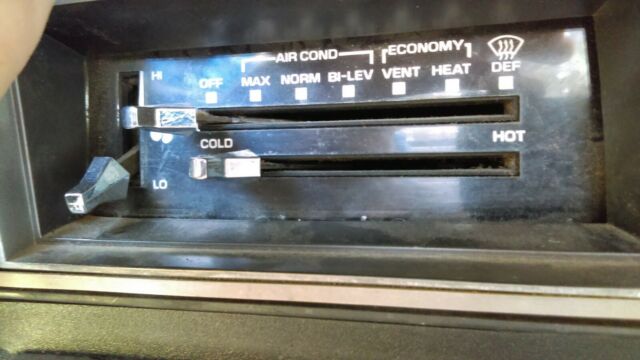 AIR COND ECONOMY
HI OFF MAX NORM BI-LEV VENT HEAT DEF
COLD HOT
LO